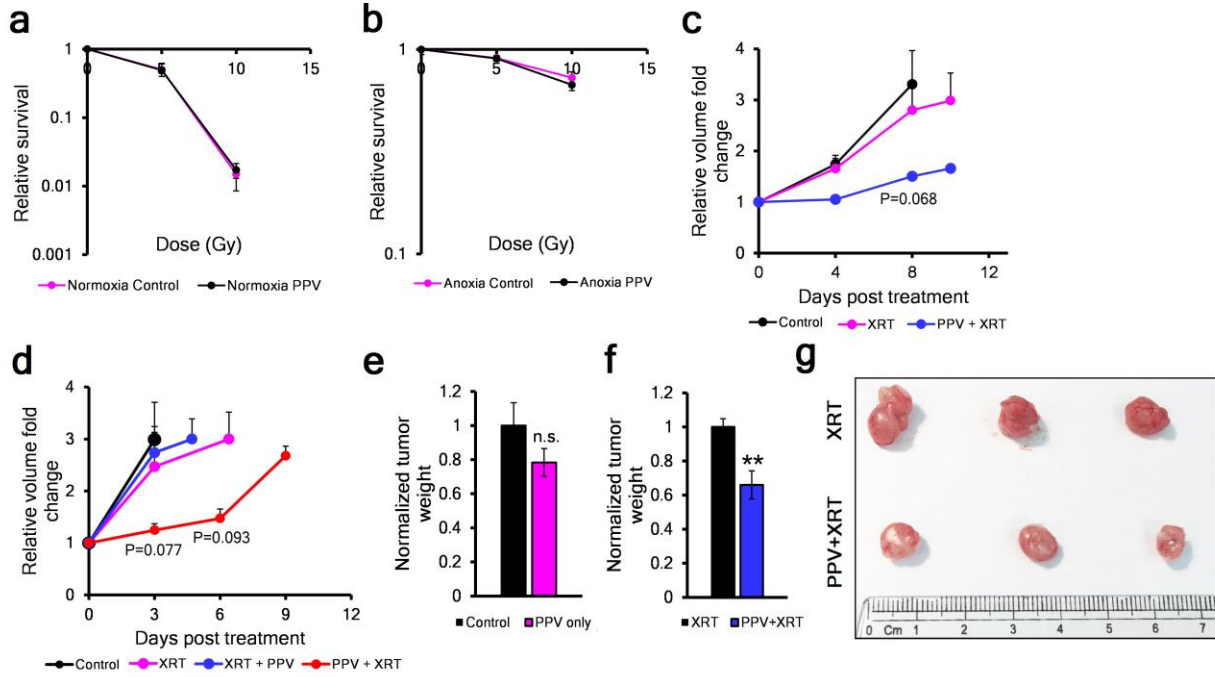 a
1
0.1
0.01
0.001
0 5 10 15
Relative survival
Dose (Gy)
Normoxia Control Normoxia PPV
b
1
0.1
0 5 10 15
Relative survival
Dose (Gy)
Anoxia Control Anoxia PPV
c
4
3
2
1
0
Relative volume fold
change
P=0.068
0 4 8 12
Days post treatment
Control XRT PPV + XRT
d
4
3
2
1
0
Relative volume fold
change
P=0.077
P=0.093
0 3 6 9 12
Days post treatment
Control XRT XRT + PPV PPV + XRT
e
1.2
1
0.8
0.6
0.4
0.2
0
Normalized tumor
weight
n.s.
Control PPV only
f
1.2
1
0.8
0.6
0.4
0.2
0
Normalized tumor
weight
**
XRT PPV+XRT
g
XRT
PPV+XRT
0 Cm 1 2 3 4 5 6 7